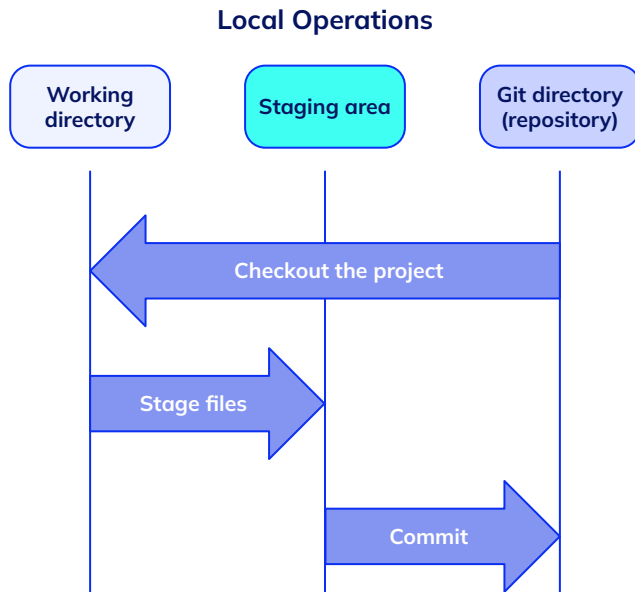 Local Operations
Working
directory
Staging area
Git directory
(repository)
Checkout the project
Stage files
Commit